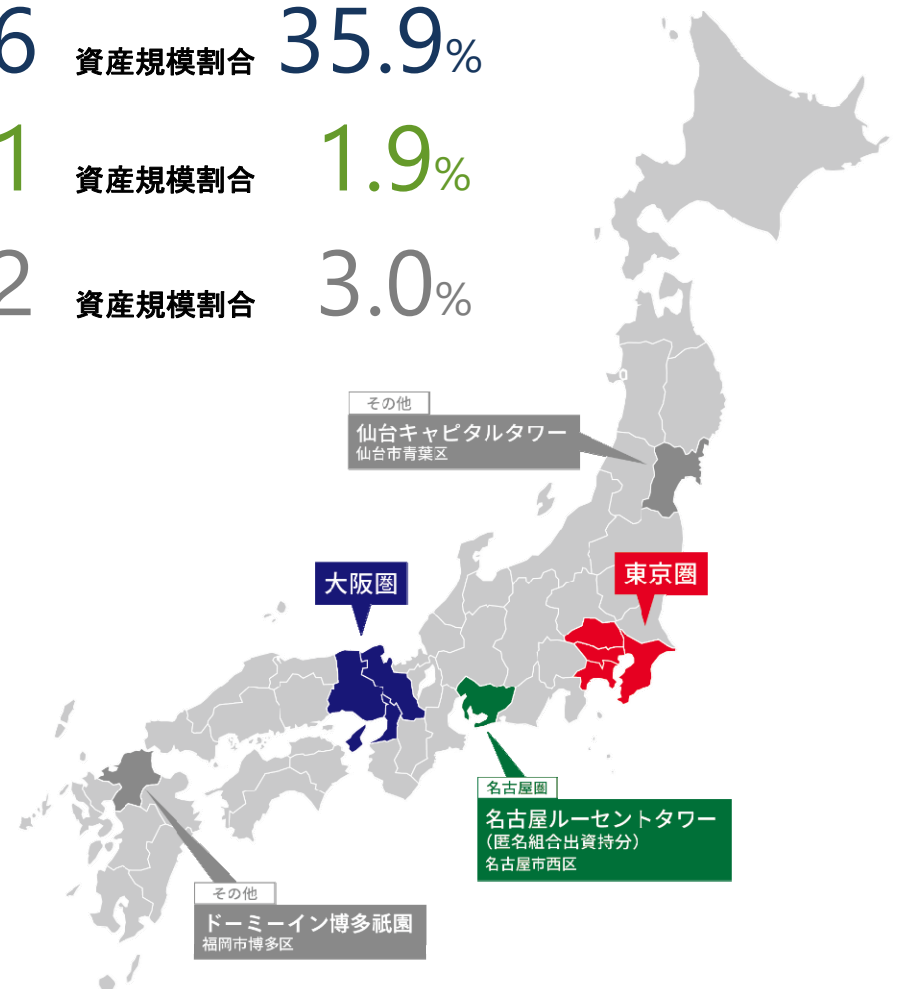 6 資産規模割合 35.9%
1 資産規模割合 1.9%
2 資産規模割合 3.0%
その他
仙台キャピタルタワー
仙台市青葉区
大阪圏
東京圏
名古屋圏
名古屋ルーセントタワー
(匿名組合出資持分)
名古屋市西区
その他
ドーミーイン博多祇園
福岡市博多区